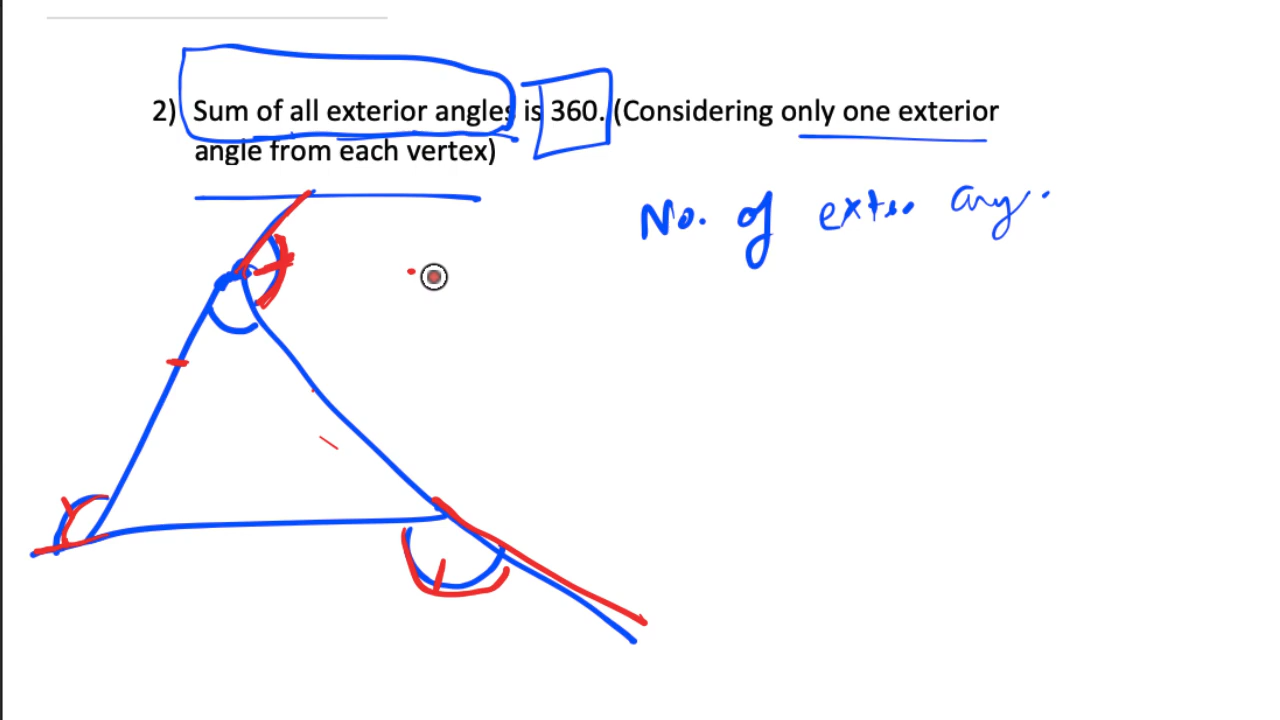 2) Sum of all exterior angles is 360. (Considering only one exterior
angle from each vertex)
No. of exter ang.